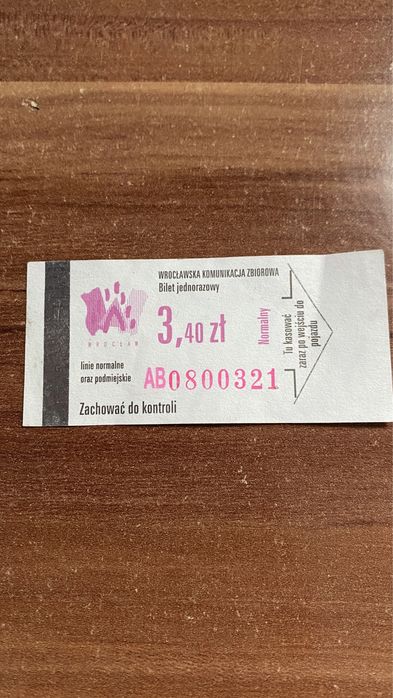 WROCŁAWSKA KOMUNIKACJA ZBIOROWA
Bilet jednorazowy
WROCŁAW
3,40 zł
Normalny
Tu kasować
zaraz po wejściu do
pojazdu
linie normalne
oraz podmiejskie
AB0800321
Zachować do kontroli